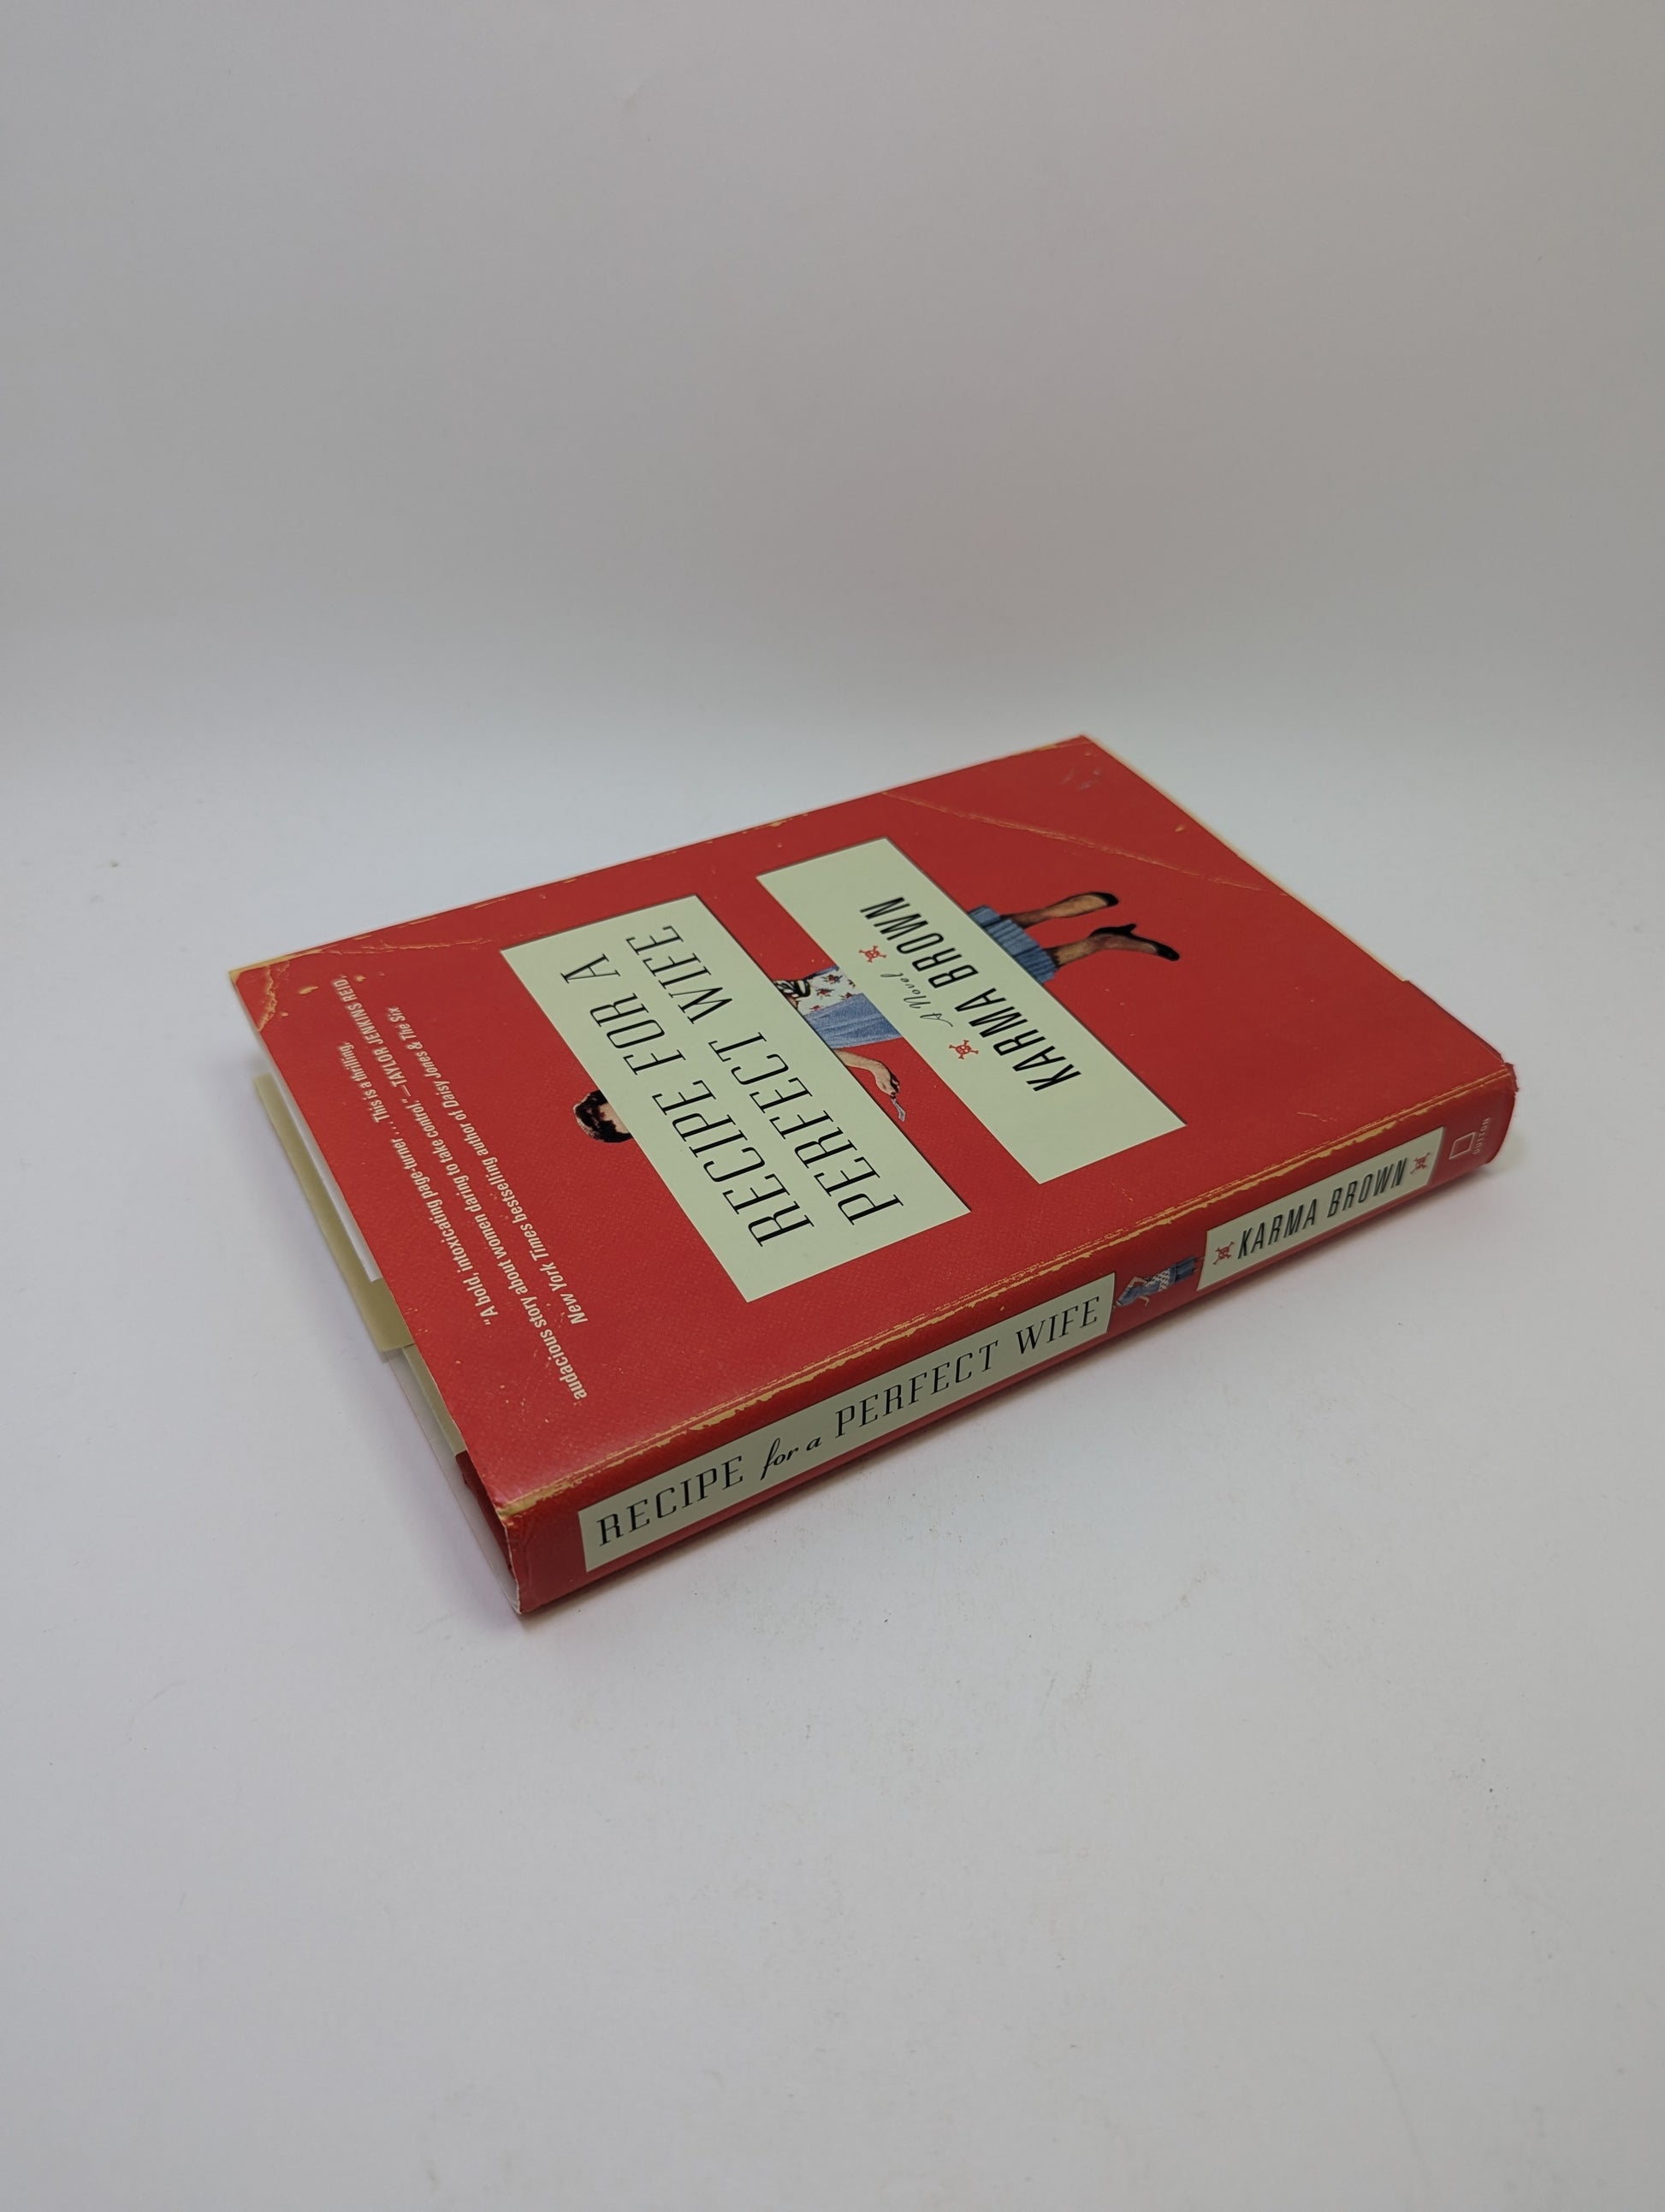 "A bold, intoxicating page-turner. . . . This is a thrilling,
audacious story about women daring to take control."—TAYLOR JENKINS REID,
New York Times bestselling author of Daisy Jones & The Six
RECIPE FOR A
PERFECT WIFE
A Novel
KARMA BROWN
RECIPE for a PERFECT WIFE
KARMA BROWN
DUTTON